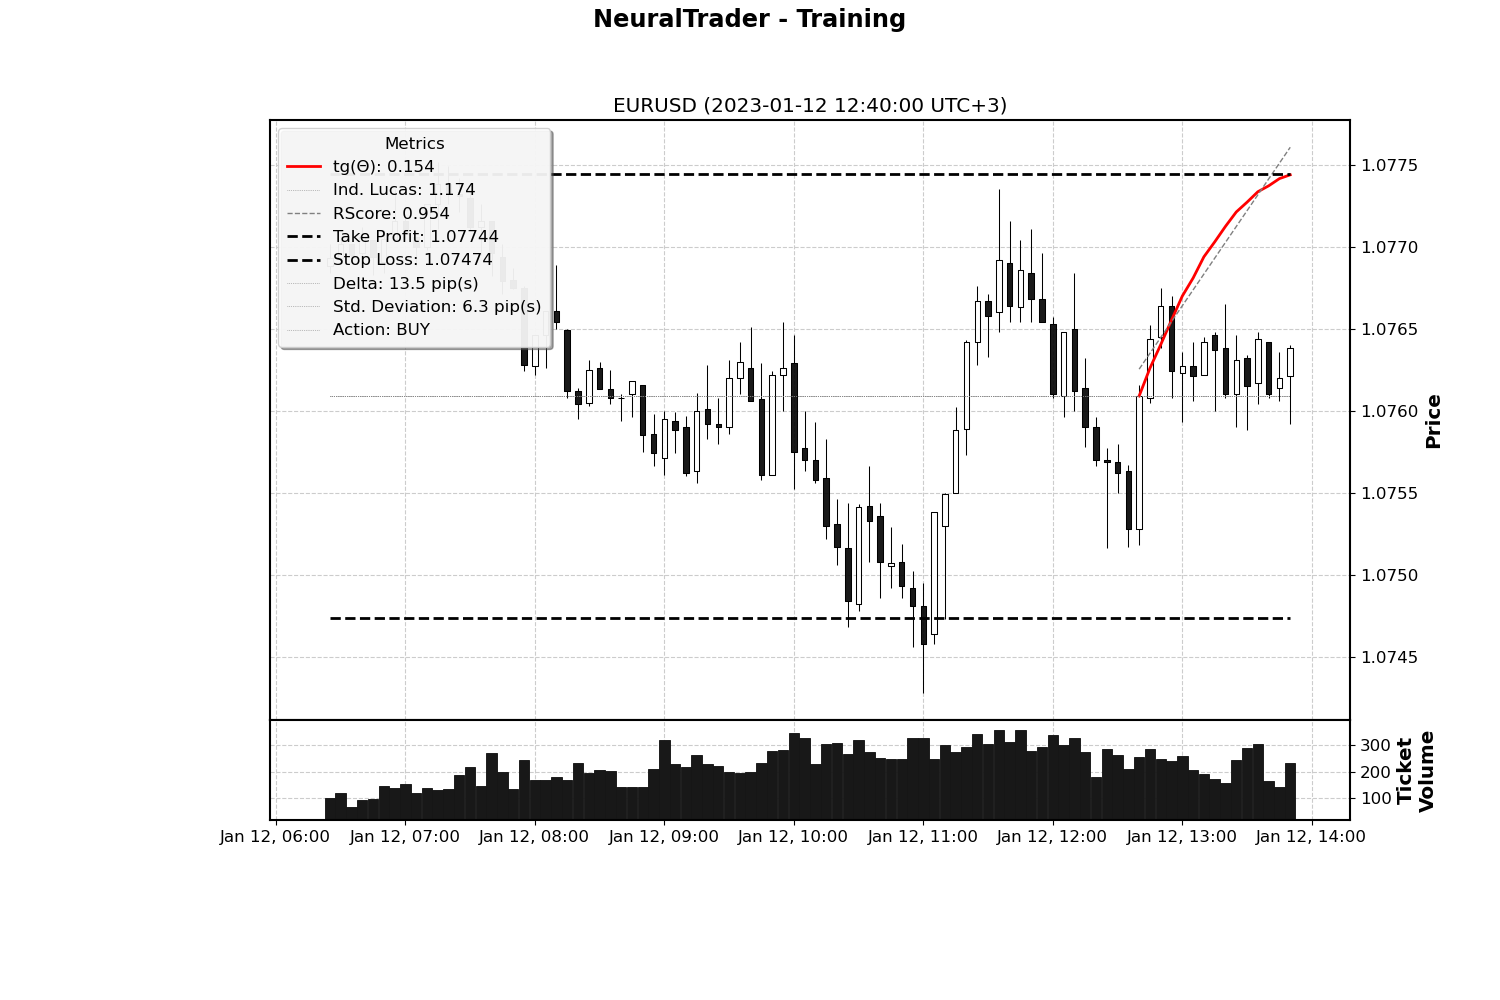 NeuralTrader - Training
EURUSD (2023-01-12 12:40:00 UTC+3)
Metrics
tg(Θ): 0.154
Ind. Lucas: 1.174
RScore: 0.954
Take Profit: 1.07744
Stop Loss: 1.07474
Delta: 13.5 pip(s)
Std. Deviation: 6.3 pip(s)
Action: BUY
1.0775
1.0770
1.0765
1.0760
1.0755
1.0750
1.0745
Price
300
200
100
Ticket
Volume
Jan 12, 06:00
Jan 12, 07:00
Jan 12, 08:00
Jan 12, 09:00
Jan 12, 10:00
Jan 12, 11:00
Jan 12, 12:00
Jan 12, 13:00
Jan 12, 14:00